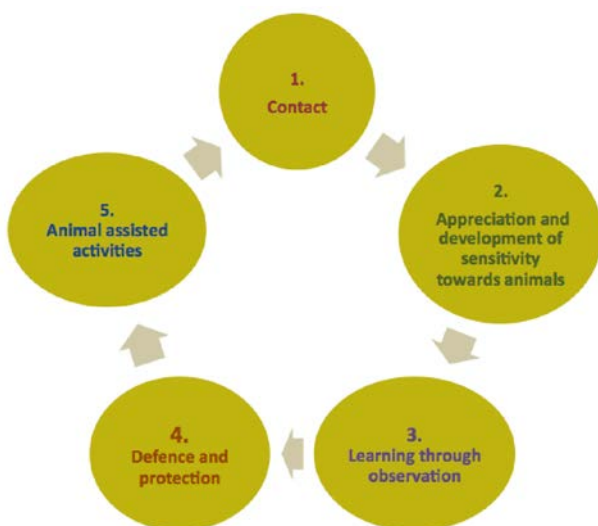 1.
Contact
2.
Appreciation and
development of
sensitivity
towards animals
3.
Learning through
observation
4.
Defence and
protection
5.
Animal assisted
activities